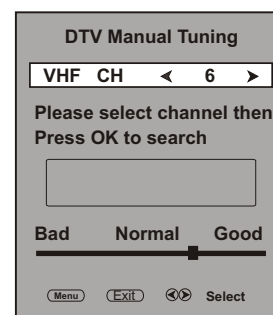 DTV Manual Tuning
VHF CH 6
Please select channel then
Press OK to search
Bad Normal Good
Menu Exit Select